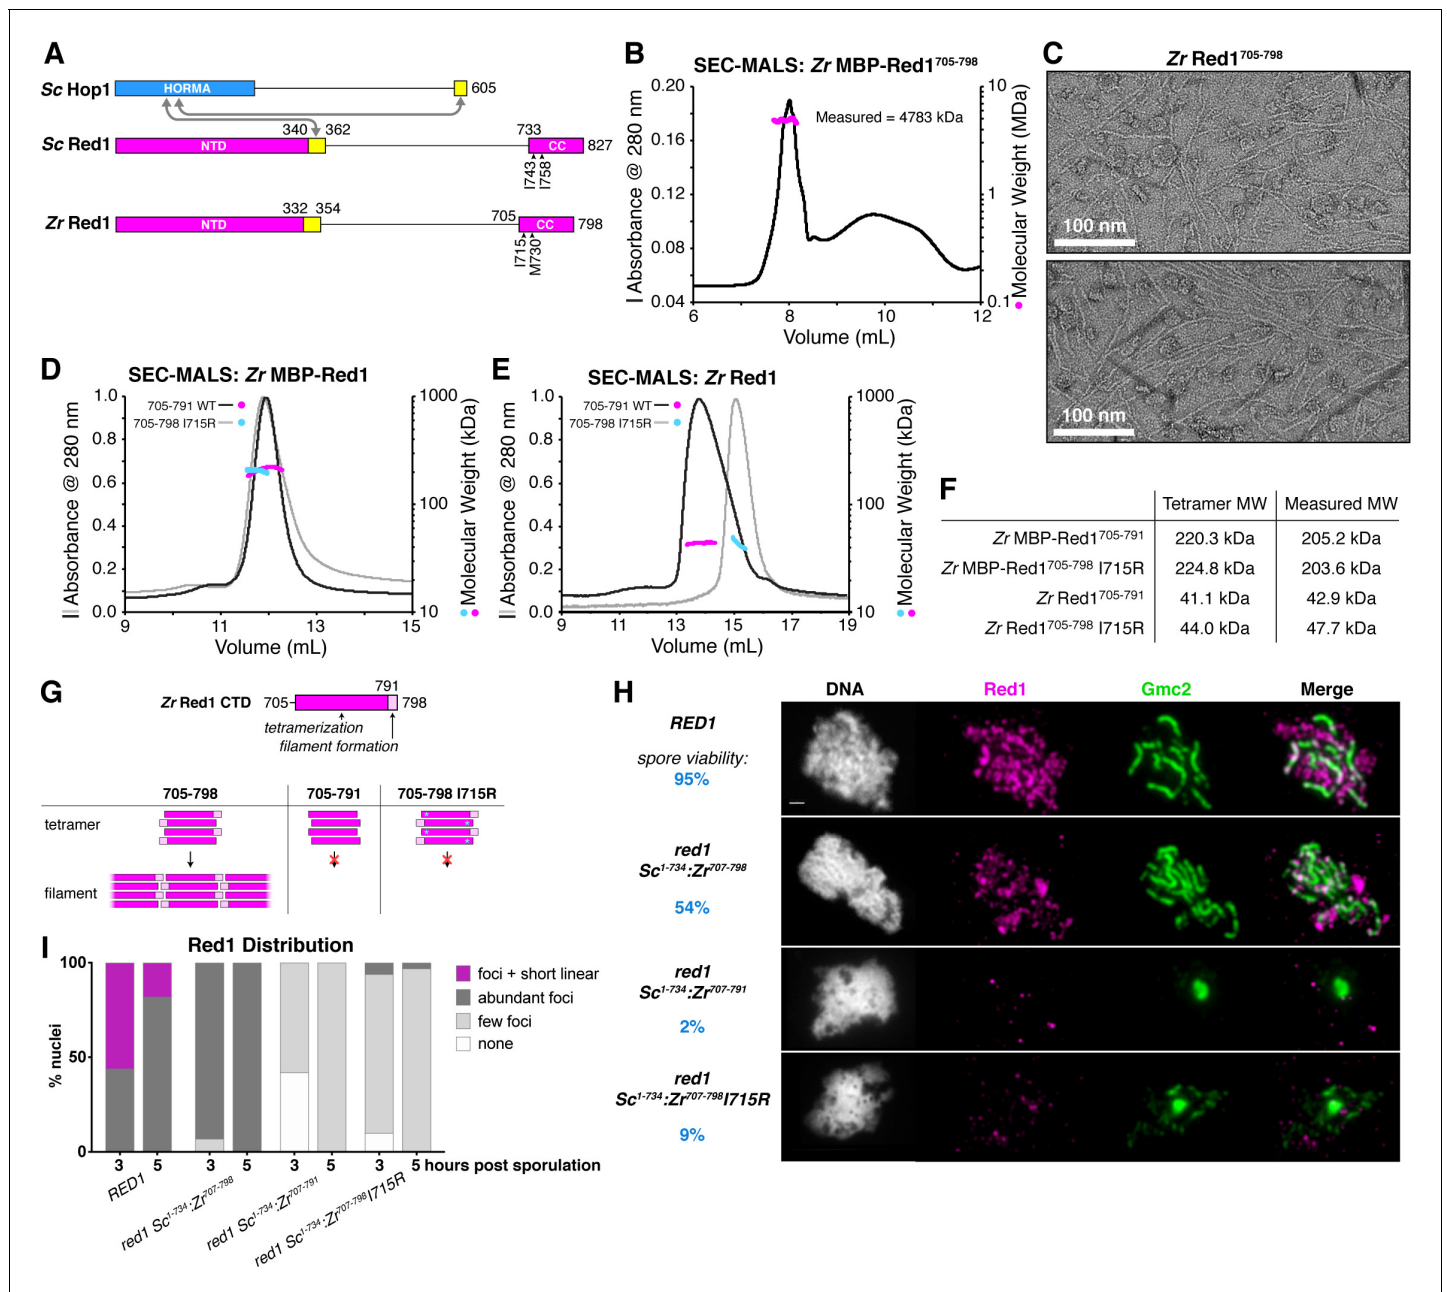 A
Sc Hop1
HORMA
605
340 362
733
Sc Red1
NTD
CC
827
I743
I758
332 354
705
Zr Red1
NTD
CC
798
I715
M730
B
SEC-MALS: Zr MBP-Red1705-798
Absorbance @ 280 nm
0.20
0.16
0.12
0.08
0.04
Measured = 4783 kDa
10
1
0.1
Molecular Weight (MDa)
6 8 10 12
Volume (mL)
C
Zr Red1705-798
100 nm
100 nm
D
SEC-MALS: Zr MBP-Red1
705-791 WT
705-798 I715R
Absorbance @ 280 nm
1.0
0.8
0.6
0.4
0.2
0.0
1000
100
10
Molecular Weight (kDa)
9 11 13 15
Volume (mL)
E
SEC-MALS: Zr Red1
705-791 WT
705-798 I715R
Absorbance @ 280 nm
1.0
0.8
0.6
0.4
0.2
0.0
1000
100
10
Molecular Weight (kDa)
9 11 13 15 17 19
Volume (mL)
F
Tetramer MW Measured MW
Zr MBP-Red1705-791 220.3 kDa 205.2 kDa
Zr MBP-Red1705-798 I715R 224.8 kDa 203.6 kDa
Zr Red1705-791 41.1 kDa 42.9 kDa
Zr Red1705-798 I715R 44.0 kDa 47.7 kDa
G
791
Zr Red1 CTD 705 798
tetramerization
filament formation
705-798 705-791 705-798 I715R
tetramer
filament
H
DNA Red1 Gmc2 Merge
RED1
spore viability:
95%
red1
Sc1-734:Zr707-798
54%
red1
Sc1-734:Zr707-791
2%
red1
Sc1-734:Zr707-798I715R
9%
I
Red1 Distribution
% nuclei
100
50
0
foci + short linear
abundant foci
few foci
none
3 5 3 5 3 5 3 5 hours post sporulation
RED1
red1 Sc1-734:Zr707-798
red1 Sc1-734:Zr707-791
red1 Sc1-734:Zr707-798I715R